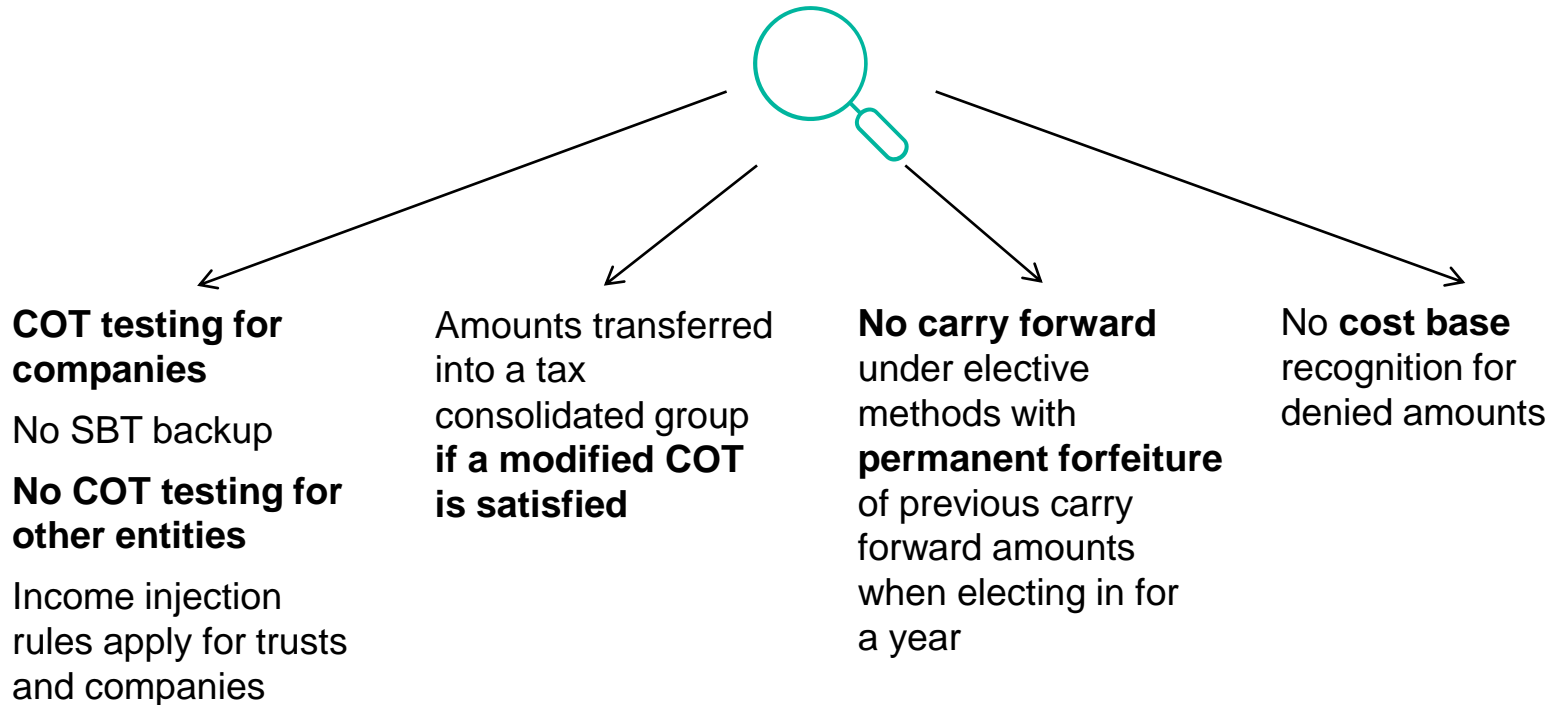 COT testing for
companies
No SBT backup
No COT testing for
other entities
Income injection
rules apply for trusts
and companies
Amounts transferred
into a tax
consolidated group
if a modified COT
is satisfied
No carry forward
under elective
methods with
permanent forfeiture
of previous carry
forward amounts
when electing in for
a year
No cost base
recognition for
denied amounts